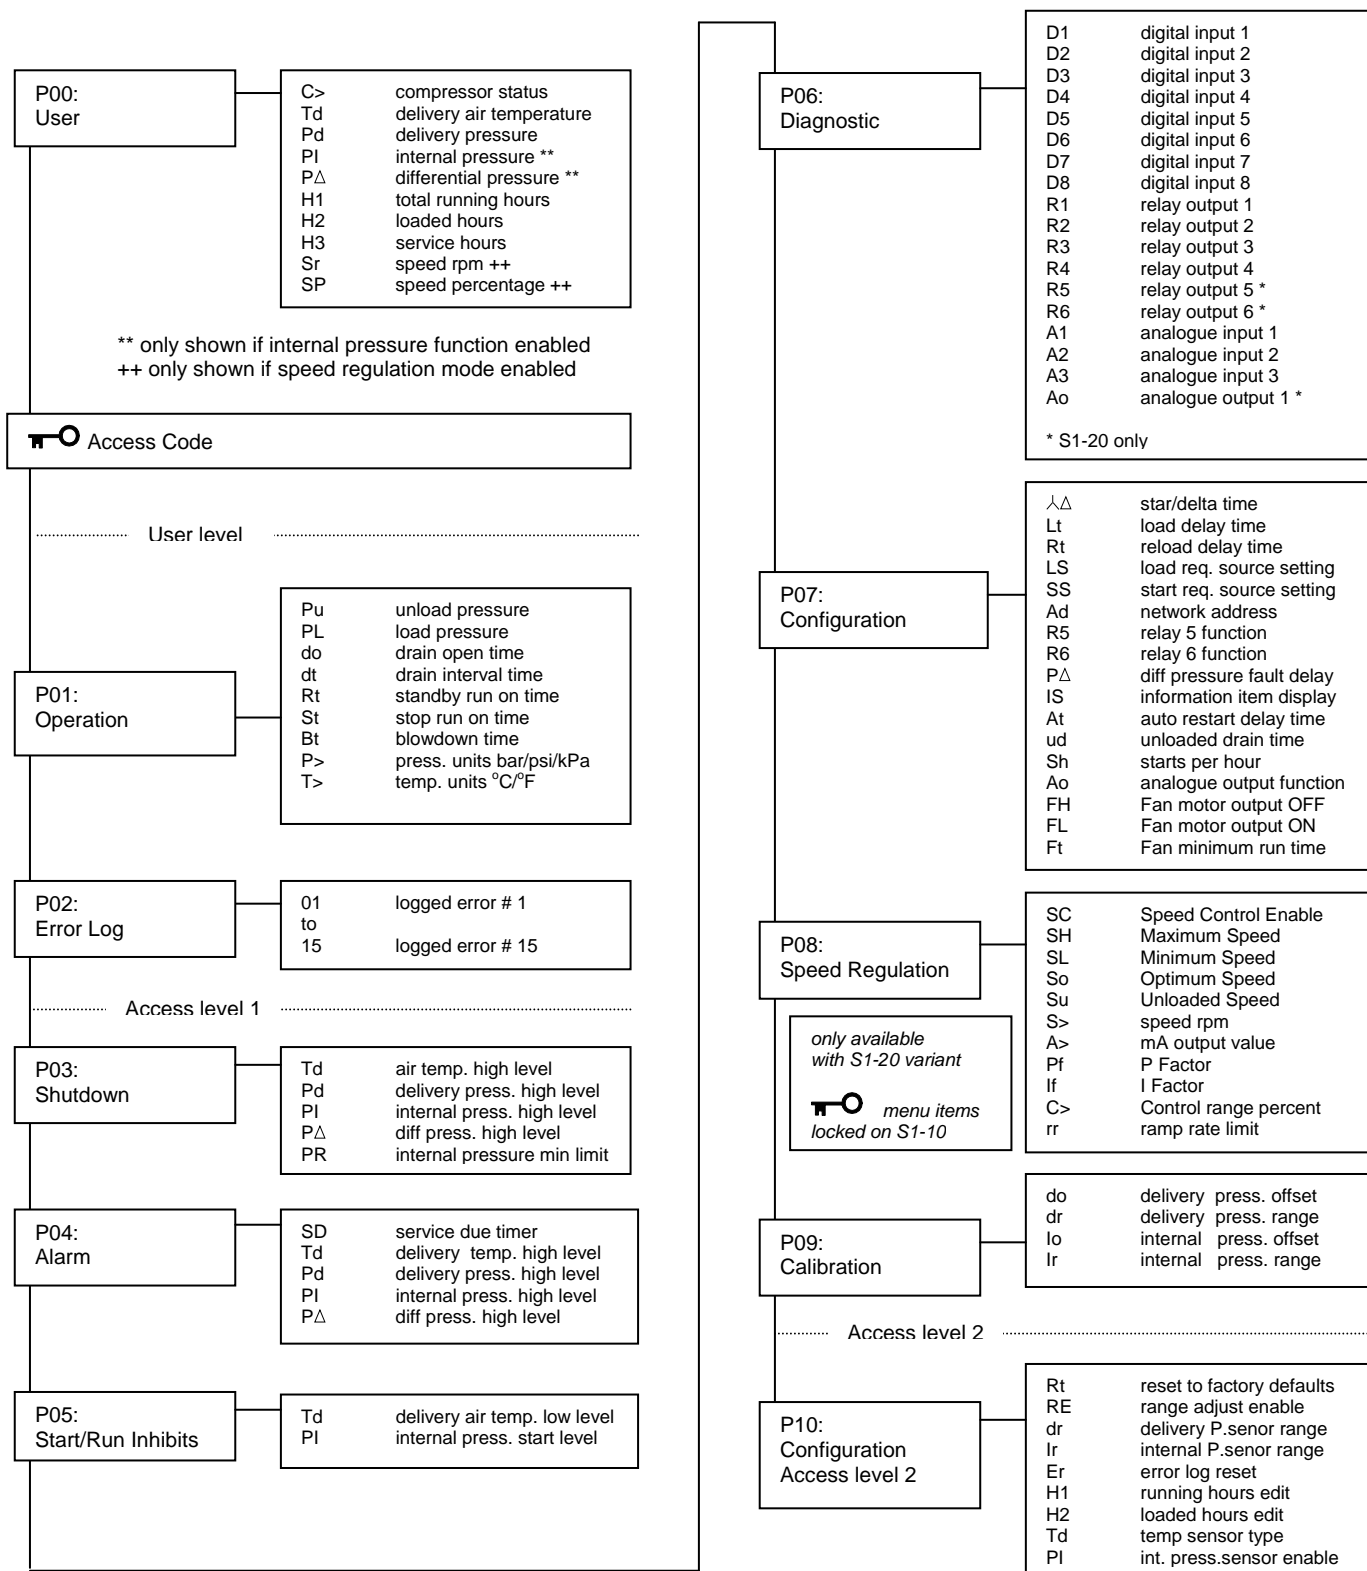 P00:
User
C> compressor status
Td delivery air temperature
Pd delivery pressure
PI internal pressure **
PΔ differential pressure **
H1 total running hours
H2 loaded hours
H3 service hours
Sr speed rpm ++
SP speed percentage ++
** only shown if internal pressure function enabled
++ only shown if speed regulation mode enabled
Access Code
User level
P01:
Operation
Pu unload pressure
PL load pressure
do drain open time
dt drain interval time
Rt standby run on time
St stop run on time
Bt blowdown time
P> press. units bar/psi/kPa
T> temp. units °C/°F
P02:
Error Log
01 logged error # 1
to
15 logged error # 15
Access level 1
P03:
Shutdown
Td air temp. high level
Pd delivery press. high level
PI internal press. high level
PΔ diff press. high level
PR internal pressure min limit
P04:
Alarm
SD service due timer
Td delivery temp. high level
Pd delivery press. high level
PI internal press. high level
PΔ diff press. high level
P05:
Start/Run Inhibits
Td delivery air temp. low level
PI internal press. start level
P06:
Diagnostic
D1 digital input 1
D2 digital input 2
D3 digital input 3
D4 digital input 4
D5 digital input 5
D6 digital input 6
D7 digital input 7
D8 digital input 8
R1 relay output 1
R2 relay output 2
R3 relay output 3
R4 relay output 4
R5 relay output 5 *
R6 relay output 6 *
A1 analogue input 1
A2 analogue input 2
A3 analogue input 3
Ao analogue output 1 *
* S1-20 only
P07:
Configuration
⅄Δ star/delta time
Lt load delay time
Rt reload delay time
LS load req. source setting
SS start req. source setting
Ad network address
R5 relay 5 function
R6 relay 6 function
PΔ diff pressure fault delay
IS information item display
At auto restart delay time
ud unloaded drain time
Sh starts per hour
Ao analogue output function
FH Fan motor output OFF
FL Fan motor output ON
Ft Fan minimum run time
P08:
Speed Regulation
SC Speed Control Enable
SH Maximum Speed
SL Minimum Speed
So Optimum Speed
Su Unloaded Speed
S> speed rpm
A> mA output value
Pf P Factor
If I Factor
C> Control range percent
rr ramp rate limit
only available
with S1-20 variant
menu items
locked on S1-10
P09:
Calibration
do delivery press. offset
dr delivery press. range
Io internal press. offset
Ir internal press. range
Access level 2
P10:
Configuration
Access level 2
Rt reset to factory defaults
RE range adjust enable
dr delivery P.senor range
Ir internal P.senor range
Er error log reset
H1 running hours edit
H2 loaded hours edit
Td temp sensor type
PI int. press.sensor enable